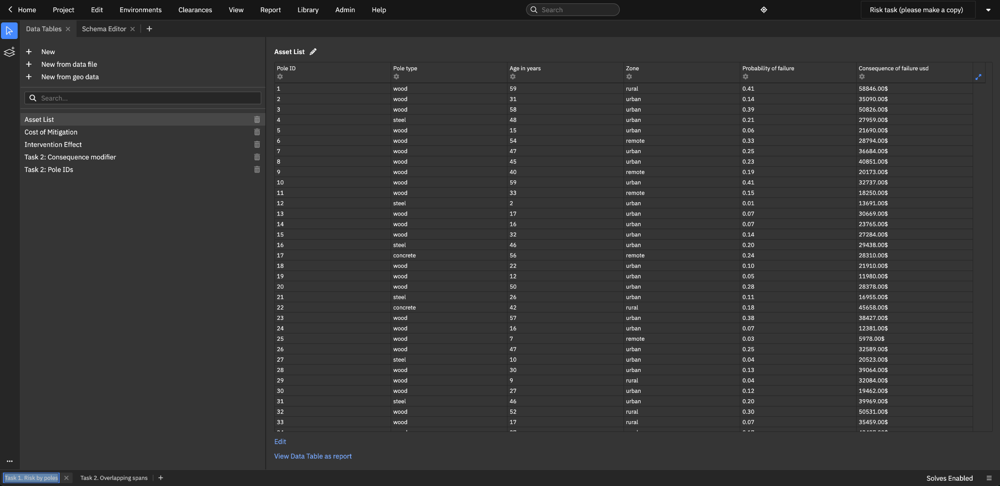 Home Project Edit Environments Clearances View Report Library Admin Help Search Risk task (please make a copy)
Data Tables Schema Editor
New
New from data file
New from geo data
Search...
Asset List
Cost of Mitigation
Intervention Effect
Task 2: Consequence modifier
Task 2: Pole IDs
Asset List
Pole ID Pole type Age in years Zone Probability of failure Consequence of failure usd
1 wood 59 rural 0.41 58846.00$
2 wood 31 urban 0.14 35090.00$
3 wood 58 urban 0.39 50826.00$
4 steel 48 urban 0.21 27959.00$
5 wood 15 urban 0.06 21690.00$
6 wood 54 remote 0.33 28794.00$
7 wood 47 urban 0.25 36684.00$
8 wood 45 urban 0.23 40851.00$
9 wood 40 remote 0.19 20173.00$
10 wood 59 urban 0.41 32737.00$
11 wood 33 remote 0.15 18250.00$
12 steel 2 urban 0.01 13691.00$
13 wood 17 urban 0.07 30669.00$
14 wood 16 urban 0.07 23765.00$
15 wood 32 urban 0.14 27284.00$
16 steel 46 urban 0.20 29438.00$
17 concrete 56 remote 0.24 28310.00$
18 wood 22 urban 0.10 21910.00$
19 wood 12 urban 0.05 11980.00$
20 wood 50 urban 0.28 28378.00$
21 steel 26 urban 0.11 16955.00$
22 concrete 42 rural 0.18 45658.00$
23 wood 57 urban 0.38 38427.00$
24 wood 16 urban 0.07 12381.00$
25 wood 7 remote 0.03 5978.00$
26 wood 47 urban 0.25 32589.00$
27 steel 10 urban 0.04 20523.00$
28 wood 30 urban 0.13 39064.00$
29 wood 9 rural 0.04 32084.00$
30 wood 27 urban 0.12 19462.00$
31 steel 46 urban 0.20 39969.00$
32 wood 52 rural 0.30 50531.00$
33 wood 17 rural 0.07 35459.00$
Edit
View Data Table as report
Task 1. Risk by poles Task 2. Overlapping spans Solves Enabled